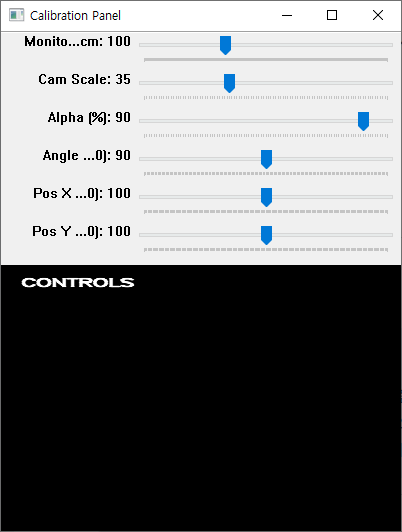 Calibration Panel
Monito...cm: 100
Cam Scale: 35
Alpha (%): 90
Angle ...0): 90
Pos X ...0): 100
Pos Y ...0): 100
CONTROLS